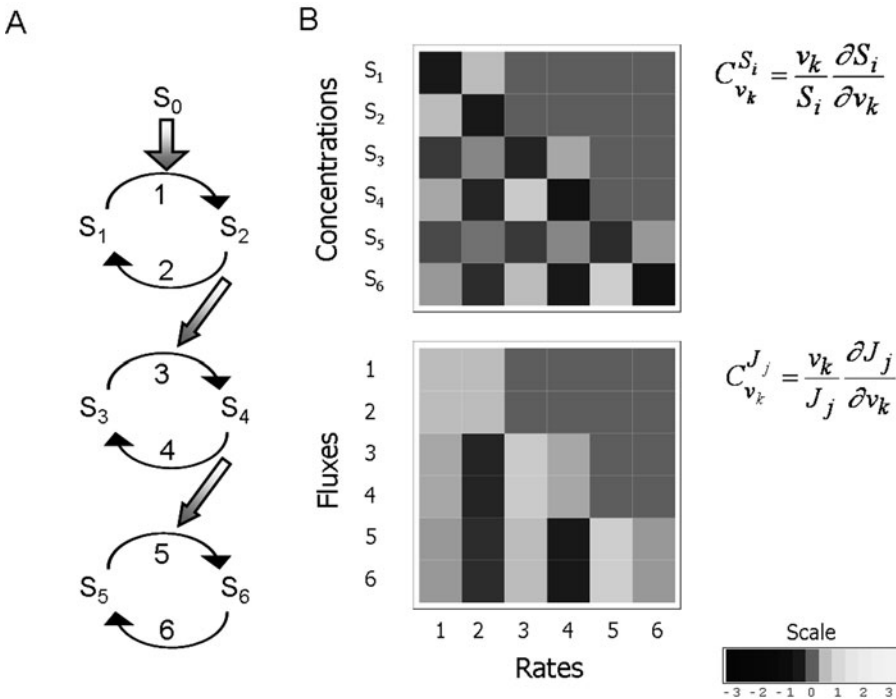 A
S₀
1
S₁ S₂
2
3
S₃ S₄
4
5
S₅ S₆
6
B
Concentrations
S₁
S₂
S₃
S₄
S₅
S₆
C^{S_i}_{v_k} = v_k/S_i ∂S_i/∂v_k
Fluxes
1
2
3
4
5
6
C^{J_j}_{v_k} = v_k/J_j ∂J_j/∂v_k
1 2 3 4 5 6
Rates
Scale
-3 -2 -1 0 1 2 3